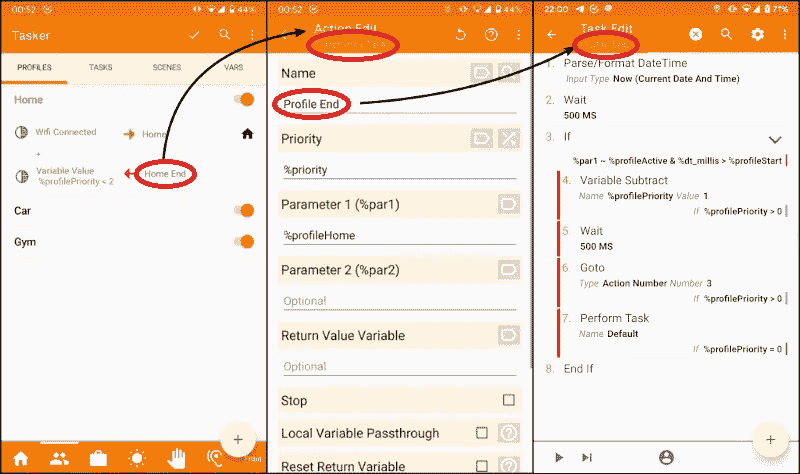 00:52
44%
Tasker
PROFILES TASKS SCENES VARS
Home
Wifi Connected
Home
+
Variable Value
%profilePriority < 2
Home End
Car
Gym
+
00:52
44%
Action Edit
Name
Profile End
Priority
%priority
Parameter 1 (%par1)
%profileHome
Parameter 2 (%par2)
Optional
Return Value Variable
Optional
Stop
Local Variable Passthrough
Reset Return Variable
22:00
71%
Task Edit
1. Parse/Format DateTime
Input Type Now (Current Date And Time)
2. Wait
500 MS
3. If
%par1 ~ %profileActive & %dt_millis > %profileStart
4. Variable Subtract
Name %profilePriority Value 1
If %profilePriority > 0
5. Wait
500 MS
6. Goto
Type Action Number Number 3
If %profilePriority > 0
7. Perform Task
Name Default
If %profilePriority = 0
8. End If
+